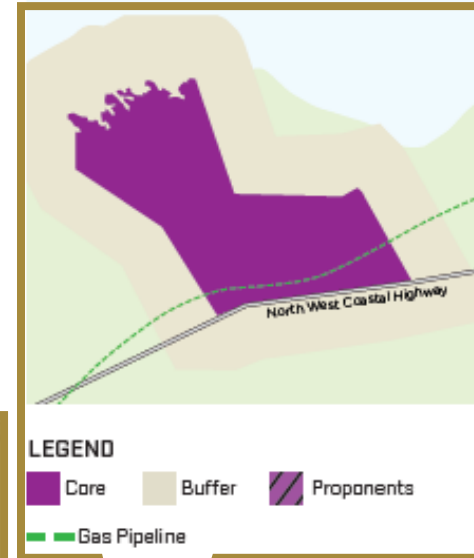 North West Coastal Highway
LEGEND
Core
Buffer
Proponents
Gas Pipeline